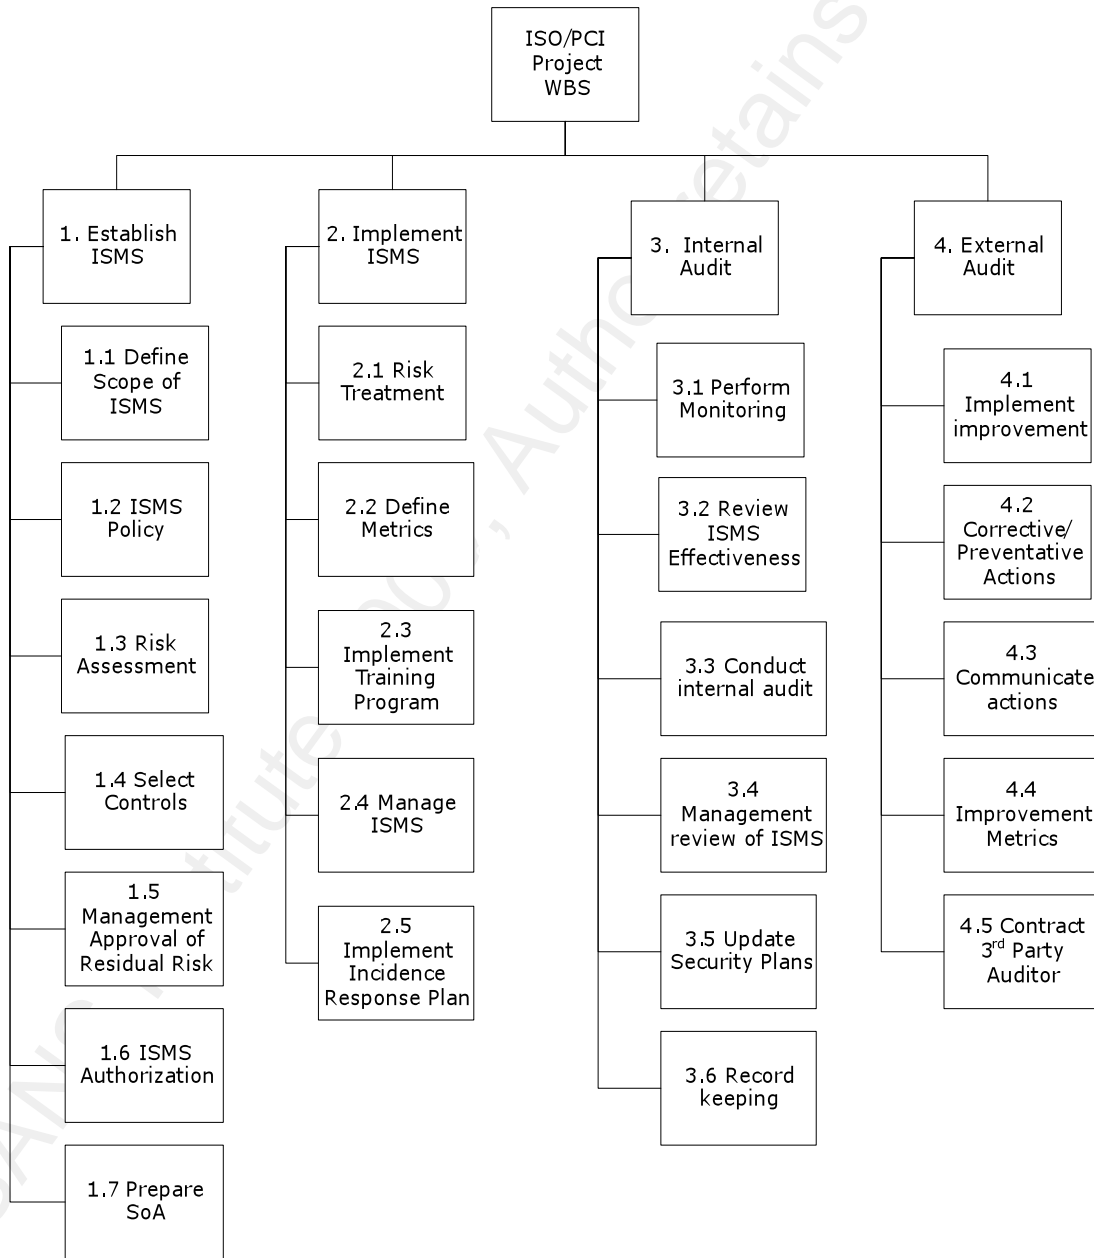 ISO/PCI
Project
WBS
1. Establish
ISMS
1.1 Define
Scope of
ISMS
1.2 ISMS
Policy
1.3 Risk
Assessment
1.4 Select
Controls
1.5
Management
Approval of
Residual Risk
1.6 ISMS
Authorization
1.7 Prepare
SoA
2. Implement
ISMS
2.1 Risk
Treatment
2.2 Define
Metrics
2.3
Implement
Training
Program
2.4 Manage
ISMS
2.5
Implement
Incidence
Response Plan
3. Internal
Audit
3.1 Perform
Monitoring
3.2 Review
ISMS
Effectiveness
3.3 Conduct
internal audit
3.4
Management
review of ISMS
3.5 Update
Security Plans
3.6 Record
keeping
4. External
Audit
4.1
Implement
improvement
4.2
Corrective/
Preventative
Actions
4.3
Communicate
actions
4.4
Improvement
Metrics
4.5 Contract
3rd Party
Auditor
retains